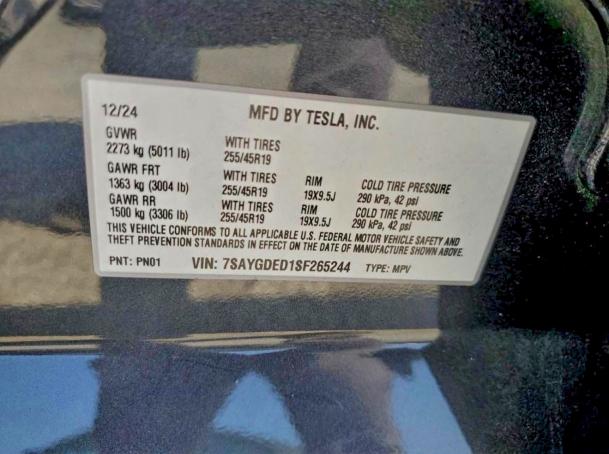 12/24 MFD BY TESLA, INC.
GVWR
2273 kg (5011 lb) WITH TIRES 255/45R19
GAWR FRT
1363 kg (3004 lb) WITH TIRES 255/45R19 RIM 19X9.5J COLD TIRE PRESSURE 290 kPa, 42 psi
GAWR RR
1500 kg (3306 lb) WITH TIRES 255/45R19 RIM 19X9.5J COLD TIRE PRESSURE 290 kPa, 42 psi
THIS VEHICLE CONFORMS TO ALL APPLICABLE U.S. FEDERAL MOTOR VEHICLE SAFETY AND
THEFT PREVENTION STANDARDS IN EFFECT ON THE DATE OF MANUFACTURE SHOWN ABOVE.
PNT: PN01 VIN: 7SAYGDED1SF265244 TYPE: MPV